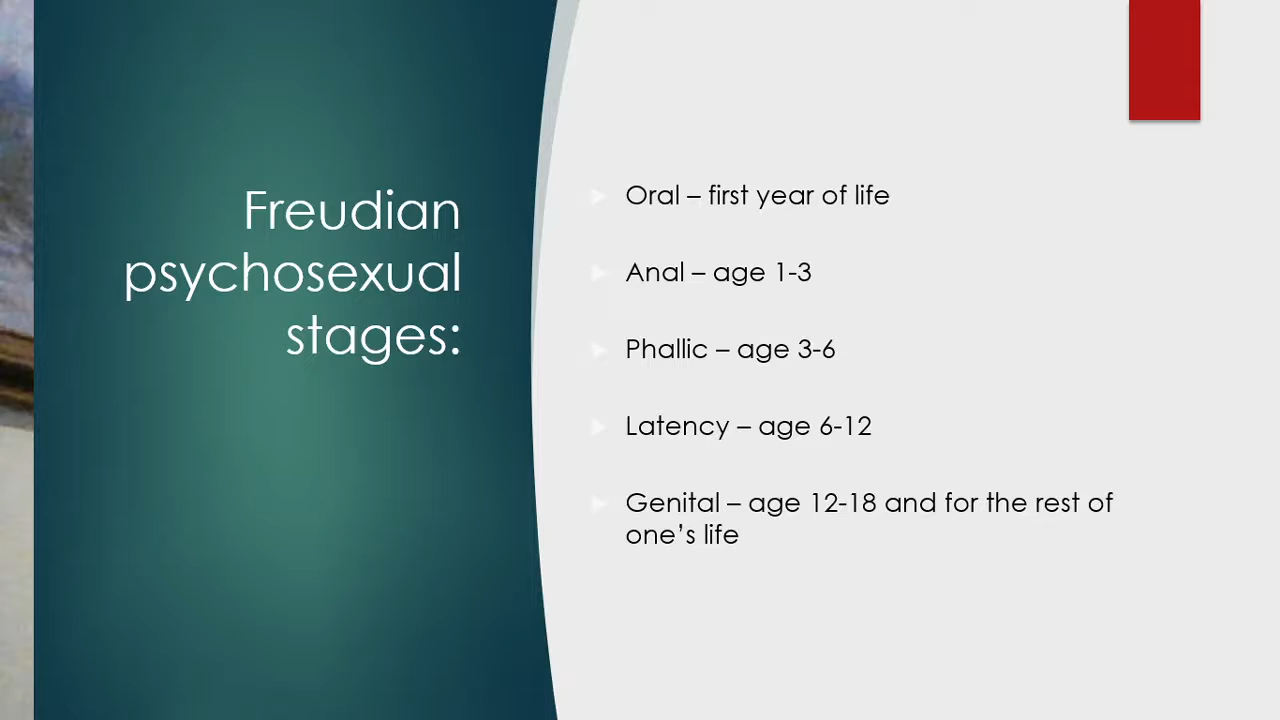 Freudian
psychosexual
stages:
Oral – first year of life
Anal – age 1-3
Phallic – age 3-6
Latency – age 6-12
Genital – age 12-18 and for the rest of
one’s life